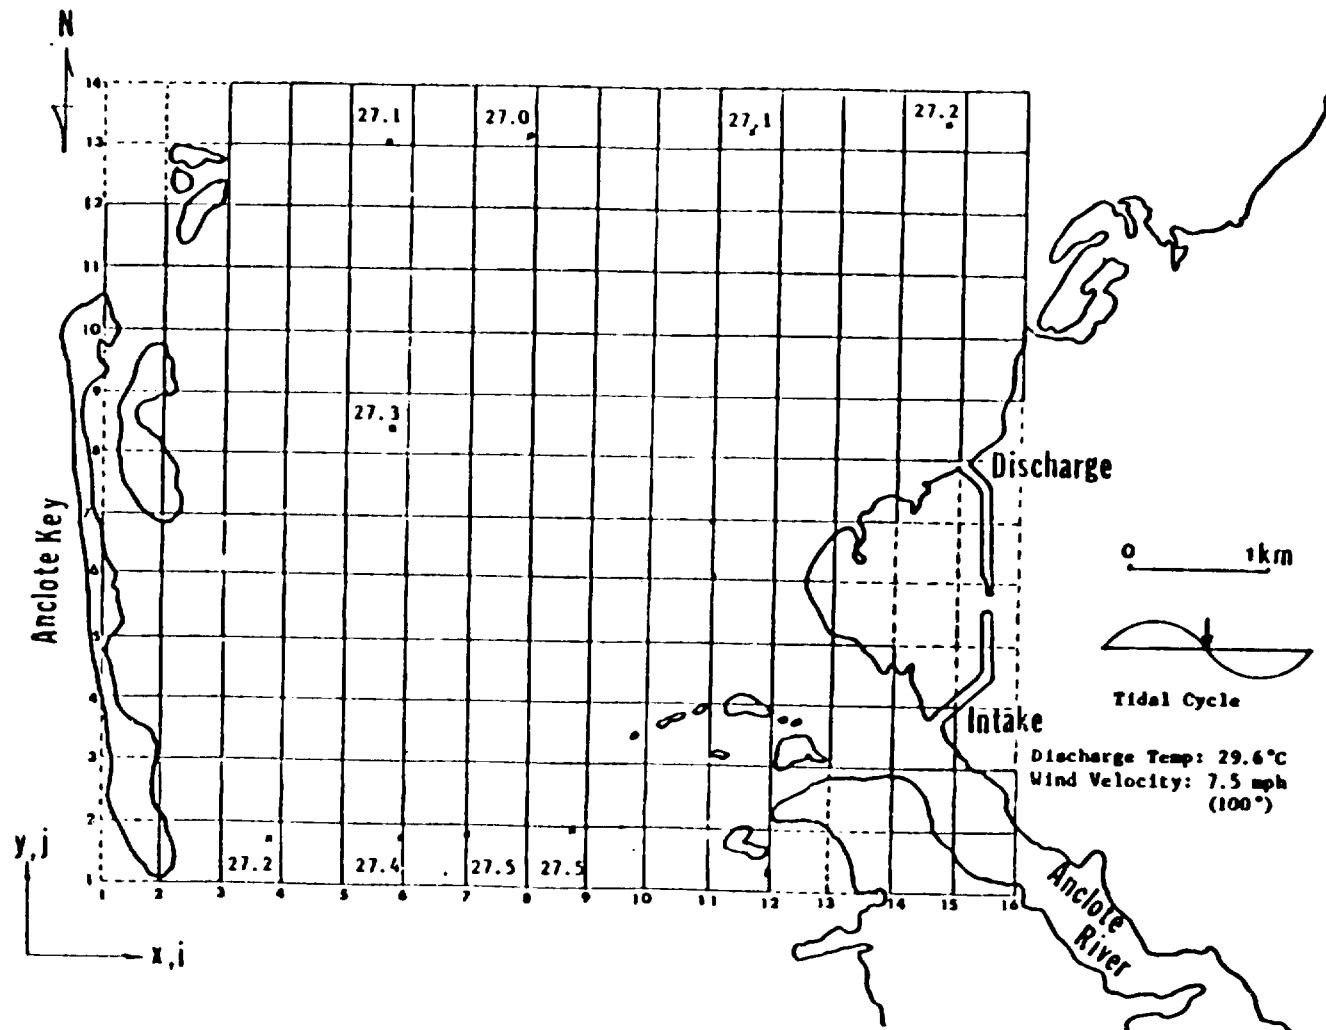 N
14
27.1
27.0
27.1
27.2
13
12
11
10
9
27.3
8
Discharge
7
Anclote Key
6
0 1km
5
4
Tidal Cycle
Intake
3
Discharge Temp: 29.6°C
Wind Velocity: 7.5 mph
(100°)
2
y,j
27.2
27.4
27.5
27.5
1
1 2 3 4 5 6 7 8 9 10 11 12 13 14 15 16
Anclote
River
x,i